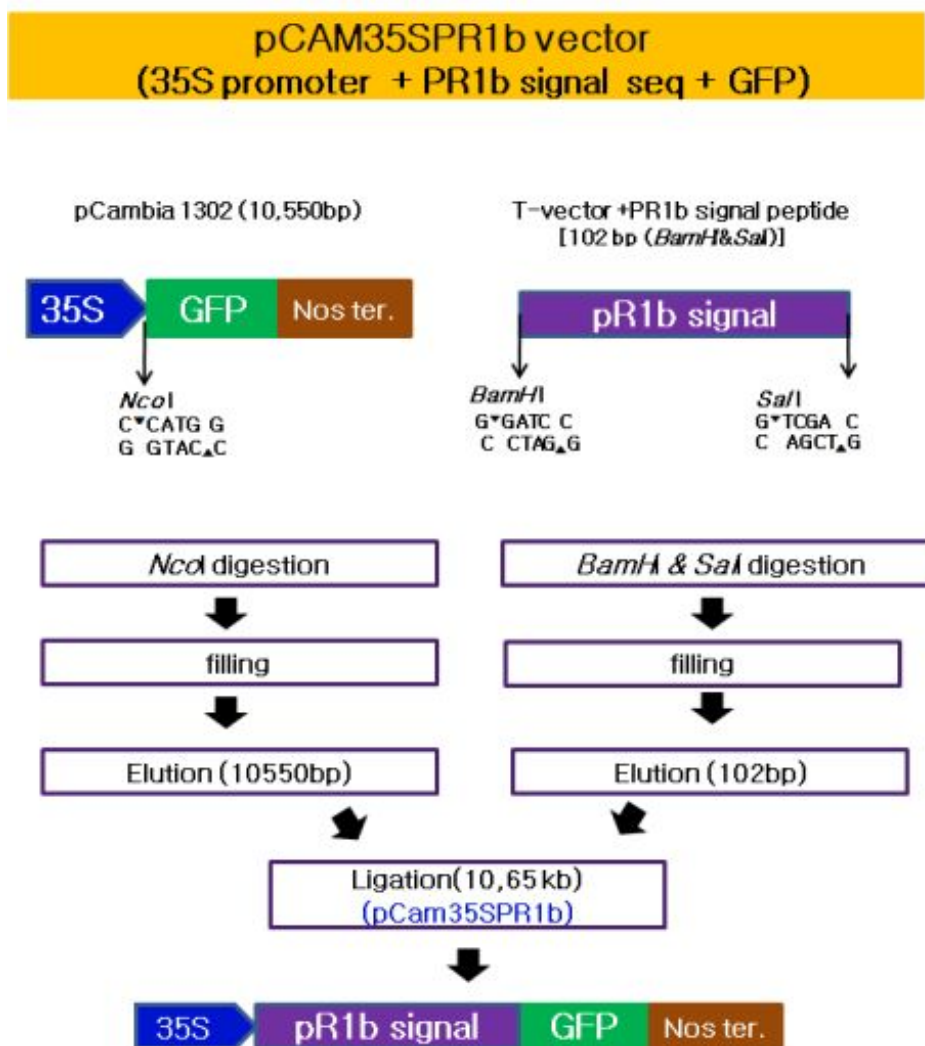 pCAM35SPR1b vector
(35S promoter + PR1b signal seq + GFP)
pCambia 1302 (10,550bp)
T-vector +PR1b signal peptide
[102 bp (BamHI&SalI)]
35S
GFP
Nos ter.
pR1b signal
NcoI
C▼CATG G
G GTAC▲C
BamHI
G▼GATC C
C CTAG▲G
SalI
G▼TCGA C
C AGCT▲G
NcoI digestion
BamHI & SalI digestion
filling
filling
Elution (10550bp)
Elution (102bp)
Ligation(10,65 kb)
(pCam35SPR1b)
35S
pR1b signal
GFP
Nos ter.